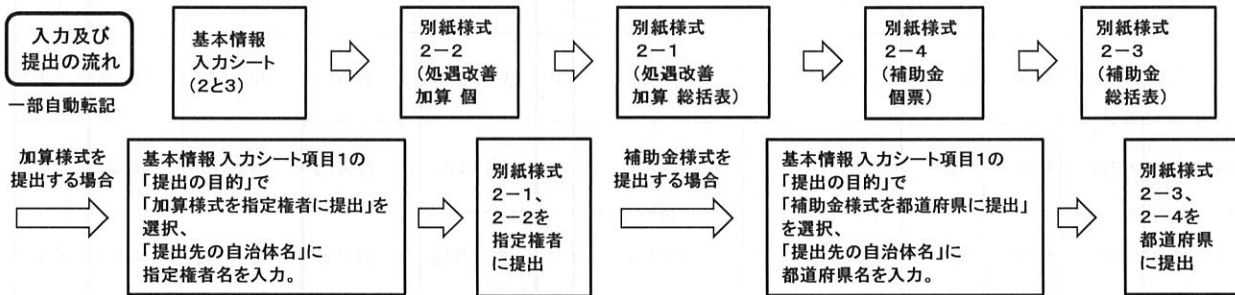 入力及び
提出の流れ
一部自動転記
基本情報
入力シート
(2と3)
別紙様式
2－2
(処遇改善
加算 個
別紙様式
2－1
(処遇改善
加算 総括表)
別紙様式
2－4
(補助金
個票)
別紙様式
2－3
(補助金
総括表)
加算様式を
提出する場合
基本情報 入力シート項目1の
「提出の目的」で
「加算様式を指定権者に提出」を
選択、
「提出先の自治体名」に
指定権者名を入力。
別紙様式
2－1、
2－2を
指定権者
に提出
補助金様式を
提出する場合
基本情報 入力シート項目1の
「提出の目的」で
「補助金様式を都道府県に提出」
を選択、
「提出先の自治体名」に
都道府県名を入力。
別紙様式
2－3、
2－4を
都道府県
に提出